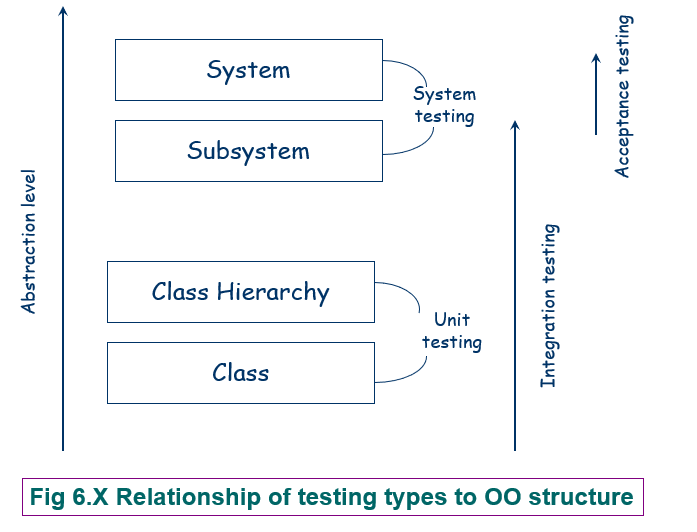 System
Subsystem
System
testing
Acceptance testing
Abstraction level
Class Hierarchy
Class
Unit
testing
Integration testing
Fig 6.X Relationship of testing types to OO structure